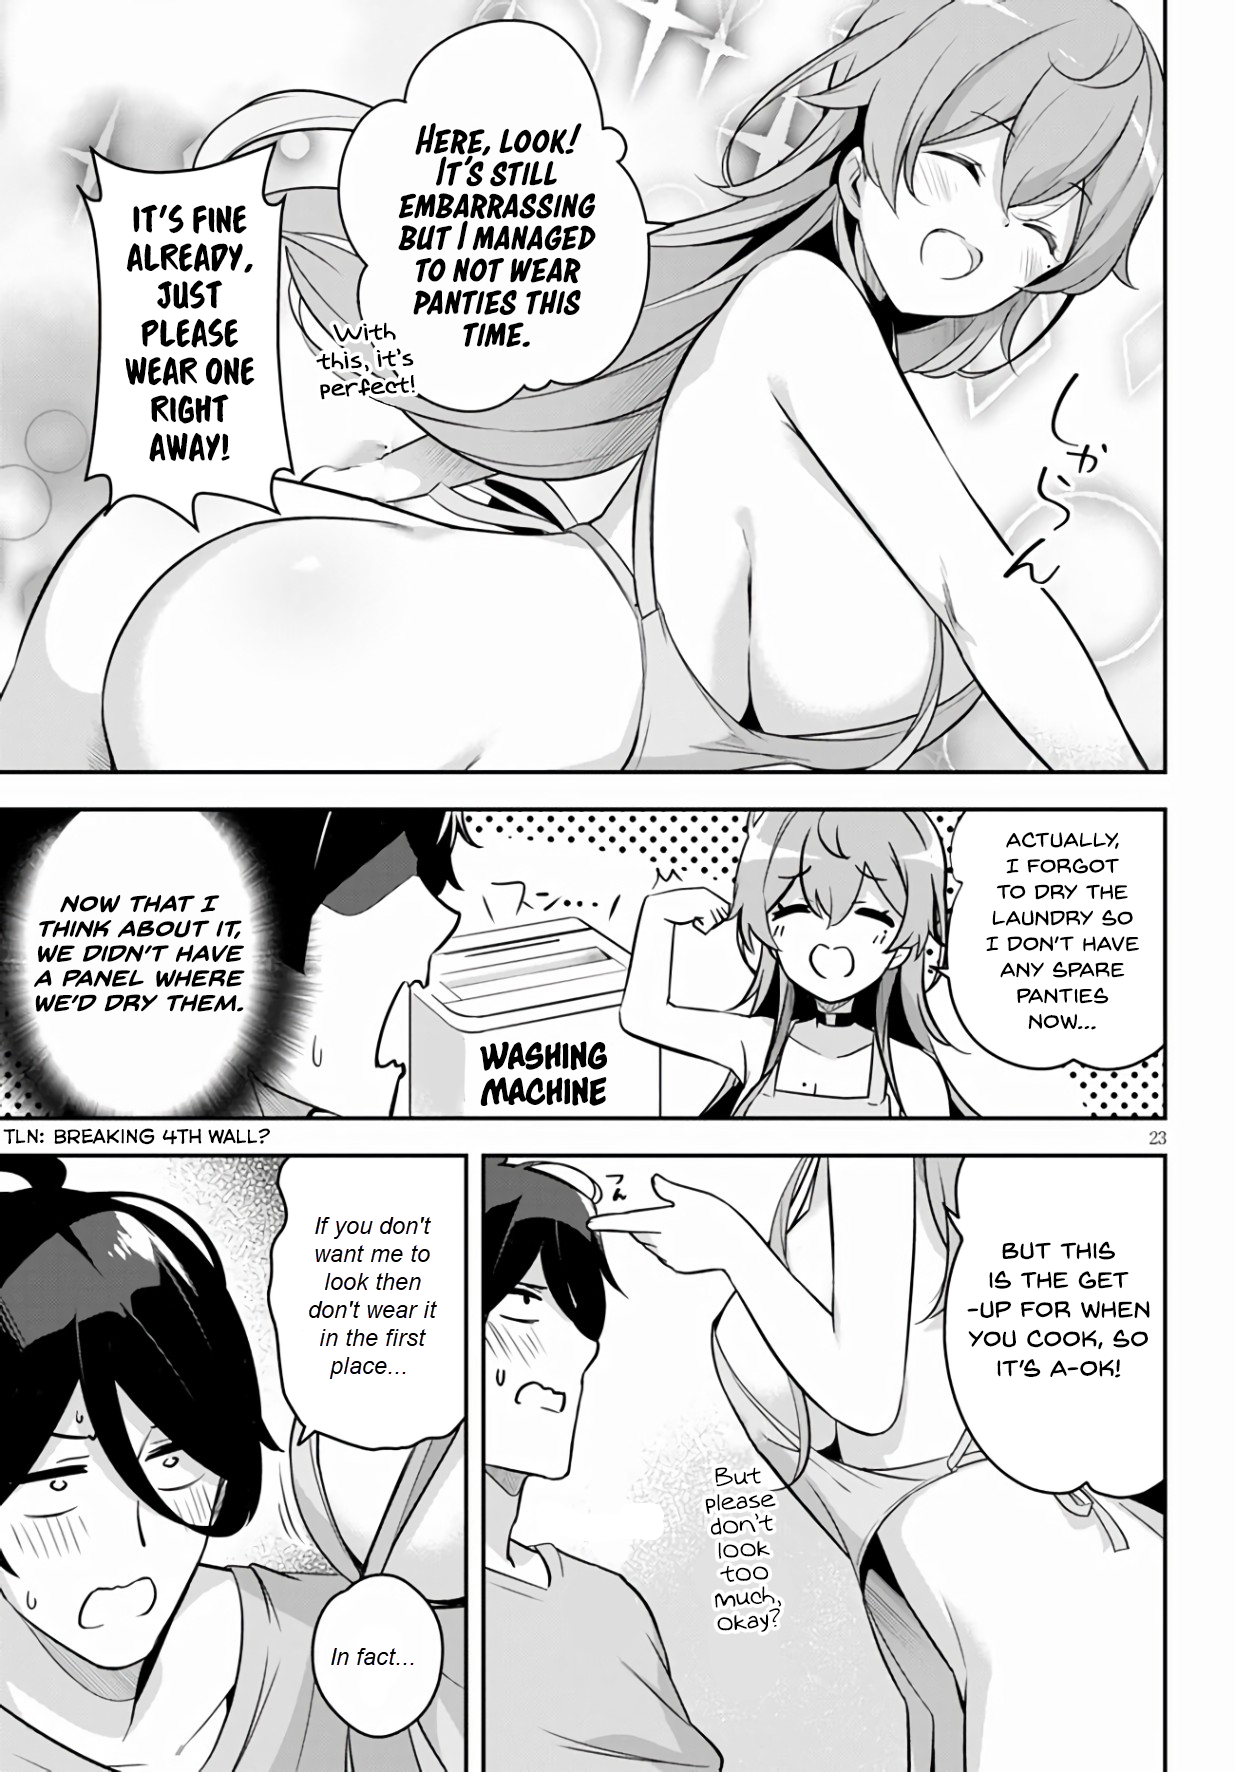 HERE, LOOK!
IT'S STILL
EMBARRASSING
BUT I MANAGED
TO NOT WEAR
PANTIES THIS
TIME.
With
this, it's
perfect!
IT'S FINE
ALREADY,
JUST
PLEASE
WEAR ONE
RIGHT
AWAY!
しゃらん
ACTUALLY,
I FORGOT
TO DRY THE
LAUNDRY SO
I DON'T HAVE
ANY SPARE
PANTIES
NOW...
スン...
WASHING
MACHINE
NOW THAT I
THINK ABOUT IT,
WE DIDN'T HAVE
A PANEL WHERE
WE'D DRY THEM.
TLN: BREAKING 4TH WALL?
23
BUT THIS
IS THE GET
-UP FOR WHEN
YOU COOK, SO
IT'S A-OK!
つん
But
please
don't
look
too
much,
okay?
If you don't
want me to
look then
don't wear it
in the first
place...
In fact...